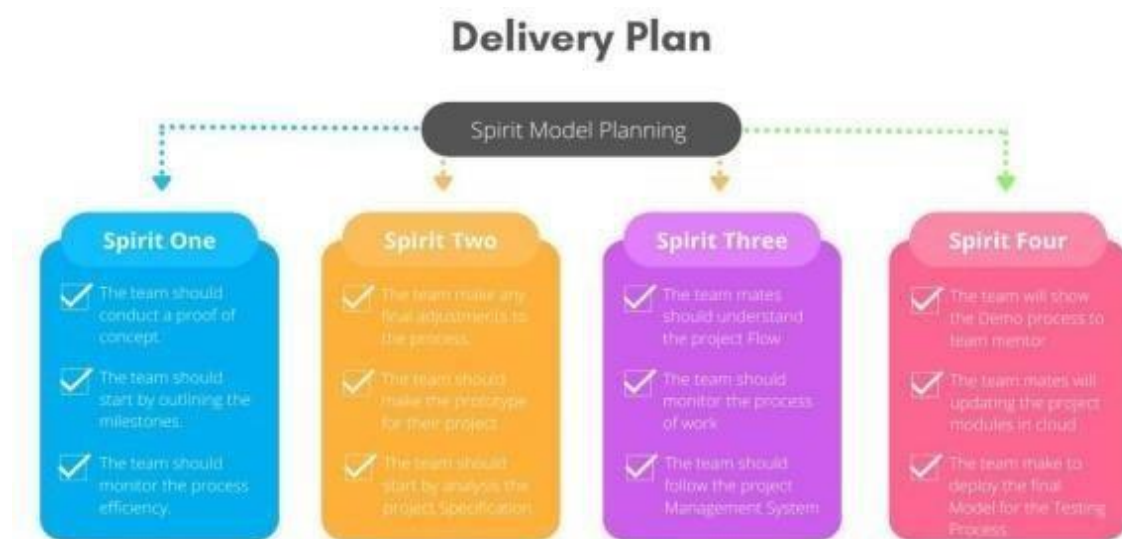 Delivery Plan
Spirit Model Planning
Spirit One
The team should
conduct a proof of
concept.
The team should
start by outlining the
milestones.
The team should
monitor the process
efficiency.
Spirit Two
The team make any
final adjustments to
the process.
The team should
make the prototype
for their project
The team should
start by analysis the
project Specification
Spirit Three
The team mates
should understand
the project Flow
The team should
monitor the process
of work
The team should
follow the project
Management System
Spirit Four
The team will show
the Demo process to
team mentor
The team mates will
updating the project
modules in cloud
The team make to
deploy the final
Model for the Testing
Process